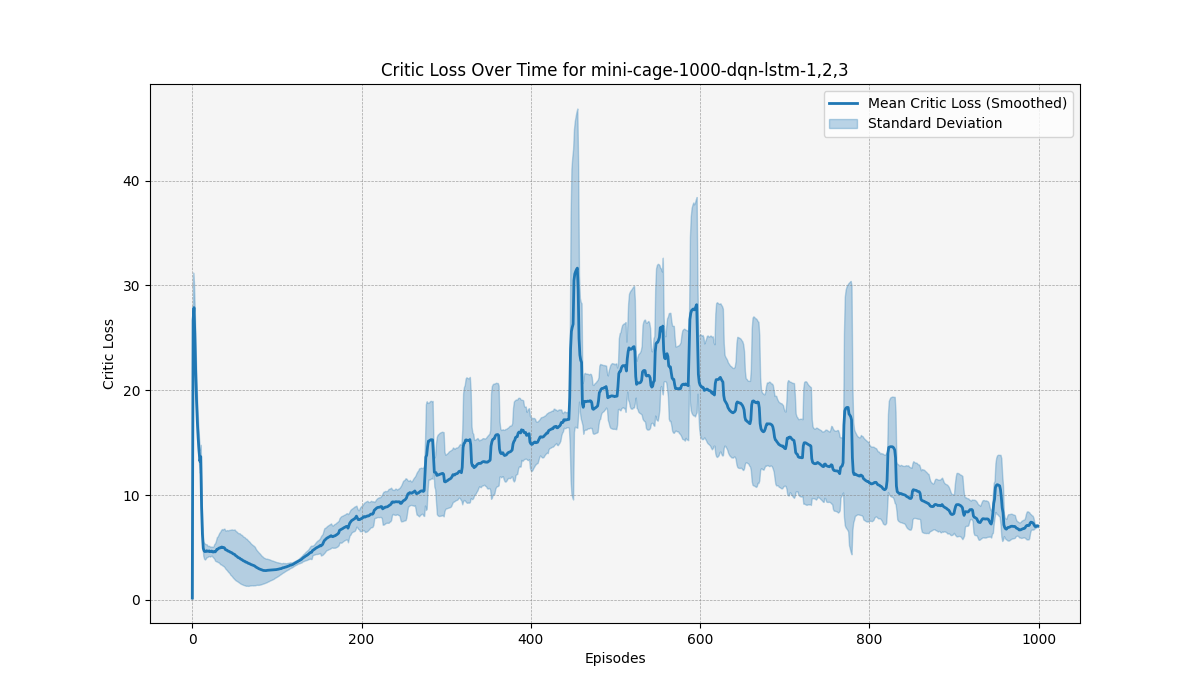 Critic Loss Over Time for mini-cage-1000-dqn-lstm-1,2,3
Mean Critic Loss (Smoothed)
Standard Deviation
Critic Loss
40
30
20
10
0
0 200 400 600 800 1000
Episodes